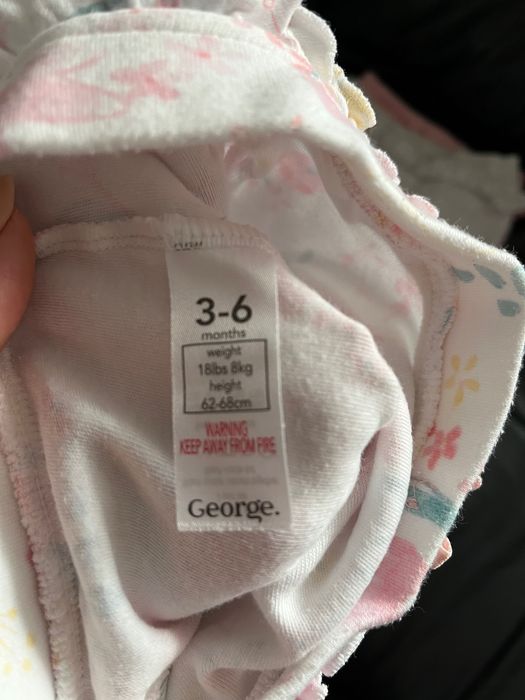 3-6
months
weight
18lbs 8kg
height
62-68cm
WARNING
KEEP AWAY FROM FIRE
George.